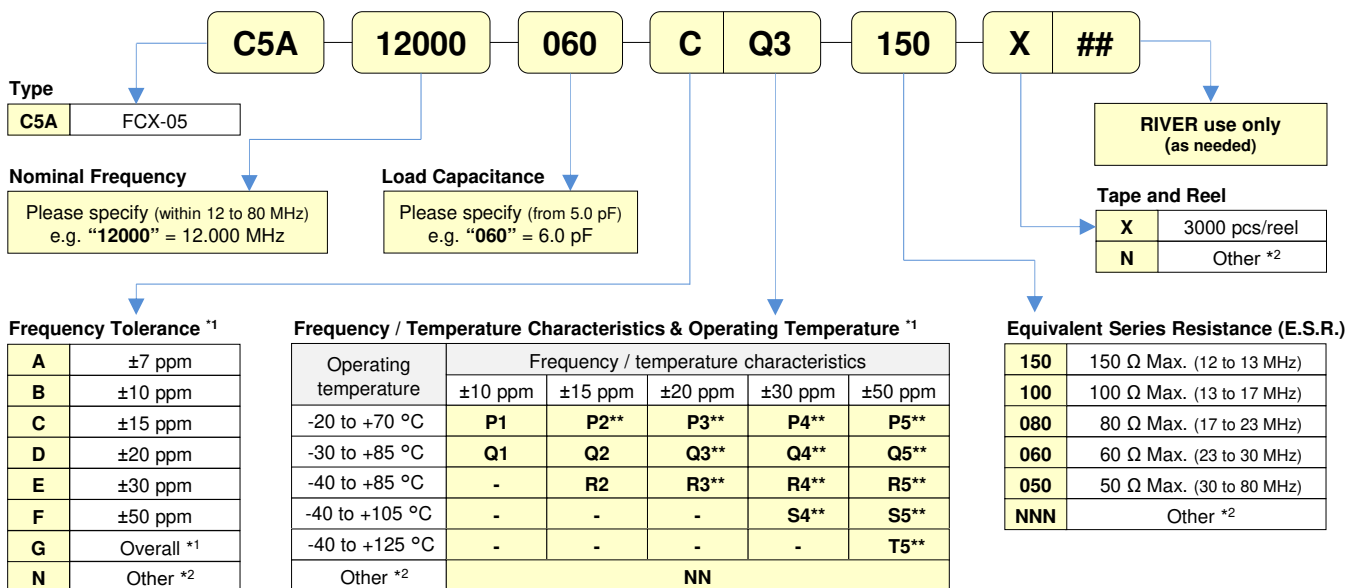 C5A 12000 060 C Q3 150 X ##
Type
C5A FCX-05
RIVER use only
(as needed)
Nominal Frequency
Please specify (within 12 to 80 MHz)
e.g. “12000” = 12.000 MHz
Load Capacitance
Please specify (from 5.0 pF)
e.g. “060” = 6.0 pF
Tape and Reel
X 3000 pcs/reel
N Other *2
Frequency Tolerance *1
A ±7 ppm
B ±10 ppm
C ±15 ppm
D ±20 ppm
E ±30 ppm
F ±50 ppm
G Overall *1
N Other *2
Frequency / Temperature Characteristics & Operating Temperature *1
Operating temperature
Frequency / temperature characteristics
±10 ppm ±15 ppm ±20 ppm ±30 ppm ±50 ppm
-20 to +70 °C P1 P2** P3** P4** P5**
-30 to +85 °C Q1 Q2 Q3** Q4** Q5**
-40 to +85 °C - R2 R3** R4** R5**
-40 to +105 °C - - - S4** S5**
-40 to +125 °C - - - - T5**
Other *2 NN
Equivalent Series Resistance (E.S.R.)
150 150 Ω Max. (12 to 13 MHz)
100 100 Ω Max. (13 to 17 MHz)
080 80 Ω Max. (17 to 23 MHz)
060 60 Ω Max. (23 to 30 MHz)
050 50 Ω Max. (30 to 80 MHz)
NNN Other *2